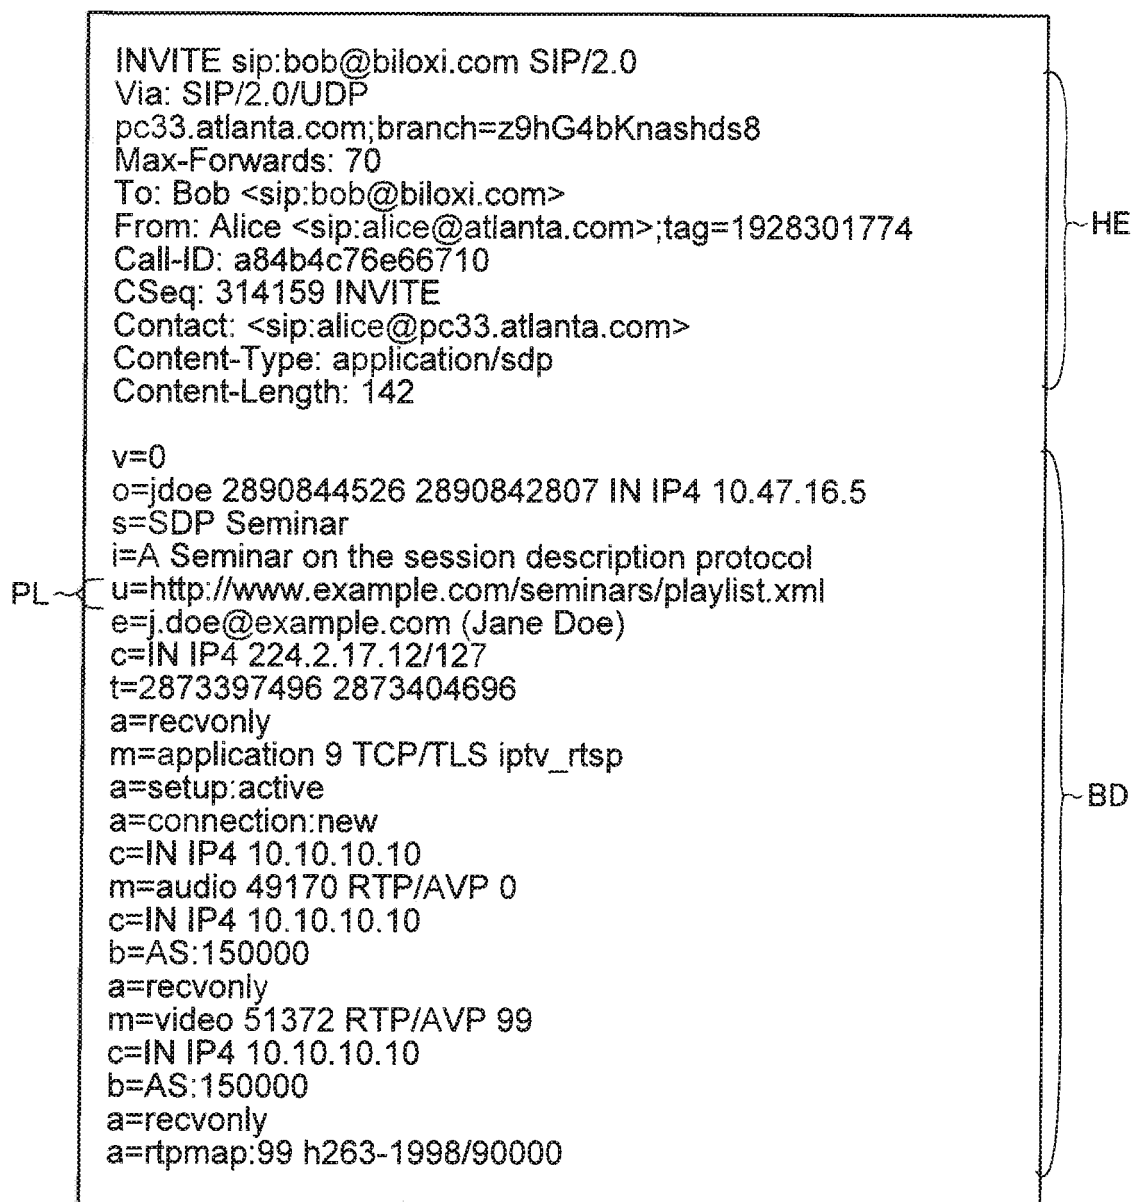 INVITE sip:bob@biloxi.com SIP/2.0
Via: SIP/2.0/UDP
pc33.atlanta.com;branch=z9hG4bKnashds8
Max-Forwards: 70
To: Bob <sip:bob@biloxi.com>
From: Alice <sip:alice@atlanta.com>;tag=1928301774
HE
Call-ID: a84b4c76e66710
CSeq: 314159 INVITE
Contact: <sip:alice@pc33.atlanta.com>
Content-Type: application/sdp
Content-Length: 142
v=0
o=jdoe 2890844526 2890842807 IN IP4 10.47.16.5
s=SDP Seminar
i=A Seminar on the session description protocol
PL
u=http://www.example.com/seminars/playlist.xml
e=j.doe@example.com (Jane Doe)
c=IN IP4 224.2.17.12/127
t=2873397496 2873404696
a=recvonly
m=application 9 TCP/TLS iptv_rtsp
a=setup:active
BD
a=connection:new
c=IN IP4 10.10.10.10
m=audio 49170 RTP/AVP 0
c=IN IP4 10.10.10.10
b=AS:150000
a=recvonly
m=video 51372 RTP/AVP 99
c=IN IP4 10.10.10.10
b=AS:150000
a=recvonly
a=rtpmap:99 h263-1998/90000